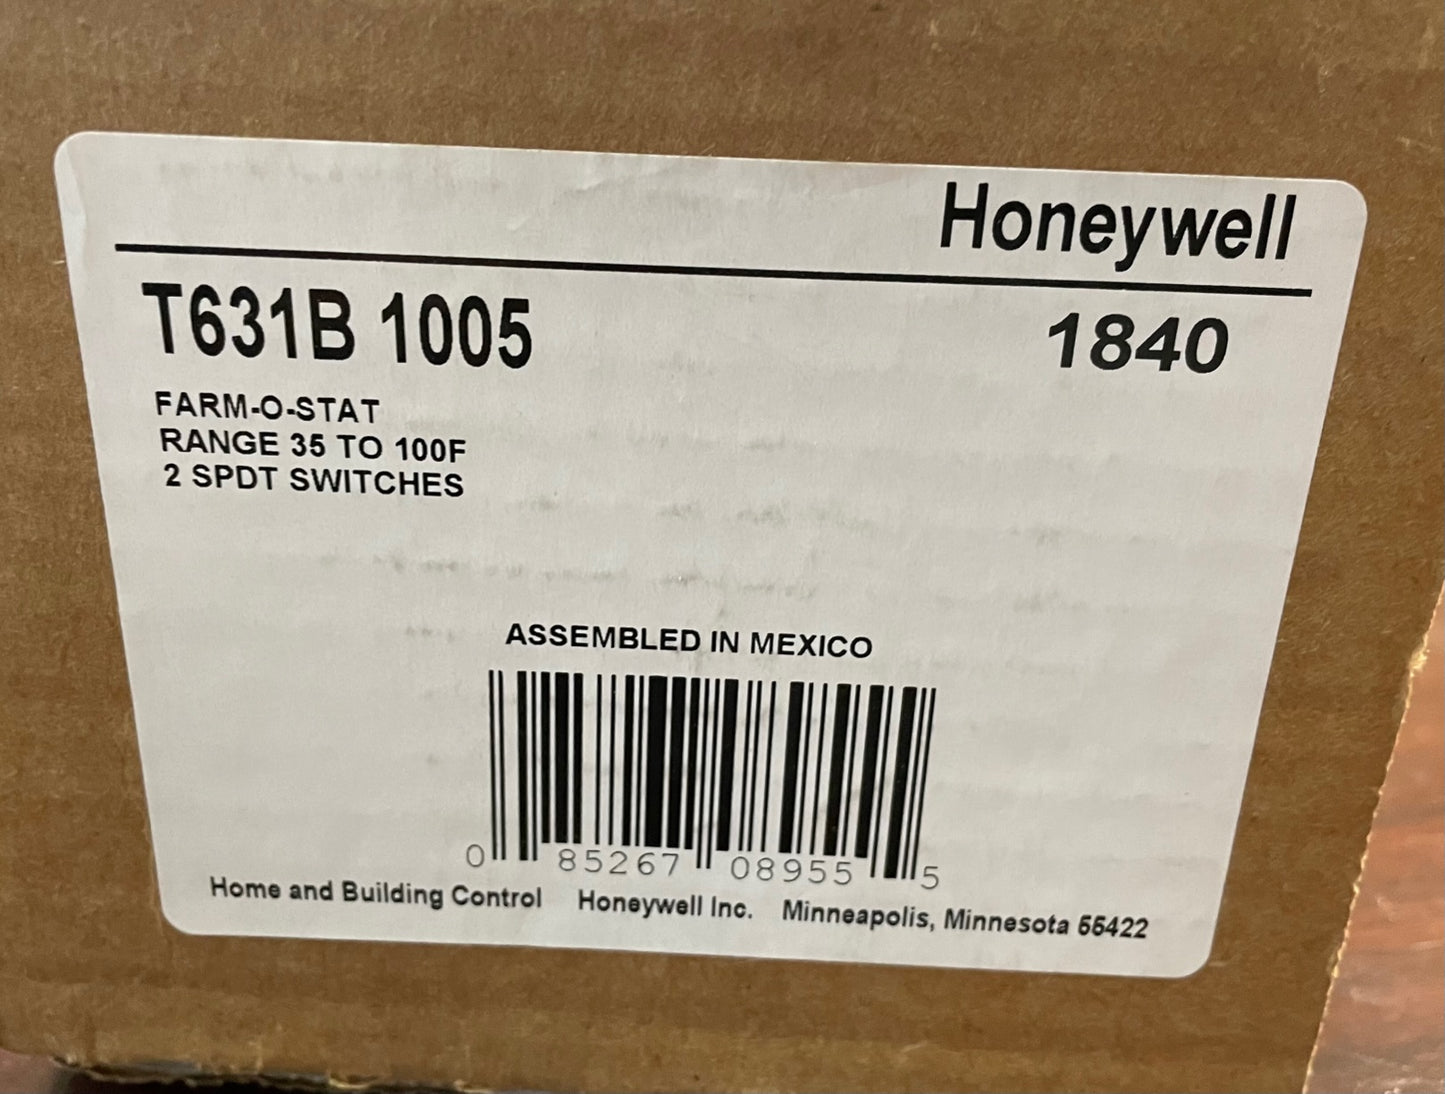 Honeywell
T631B 1005 1840
FARM-O-STAT
RANGE 35 TO 100F
2 SPDT SWITCHES
ASSEMBLED IN MEXICO
0 85267 08955 5
Home and Building Control Honeywell Inc. Minneapolis, Minnesota 55422